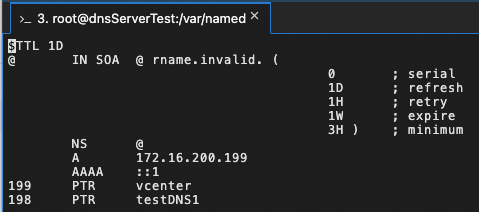 3. root@dnsServerTest:/var/named ×
$TTL 1D
@ IN SOA @ rname.invalid. (
0 ; serial
1D ; refresh
1H ; retry
1W ; expire
3H ) ; minimum
NS @
A 172.16.200.199
AAAA ::1
199 PTR vcenter
198 PTR testDNS1